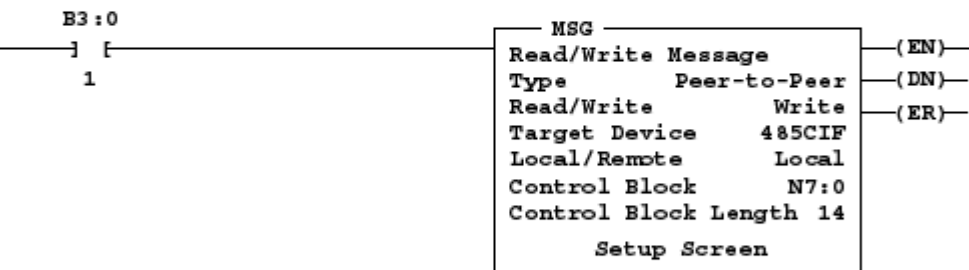 B3:0
] [
1
MSG
Read/Write Message
Type Peer-to-Peer
Read/Write Write
Target Device 485CIF
Local/Remote Local
Control Block N7:0
Control Block Length 14
Setup Screen
(EN)
(DN)
(ER)